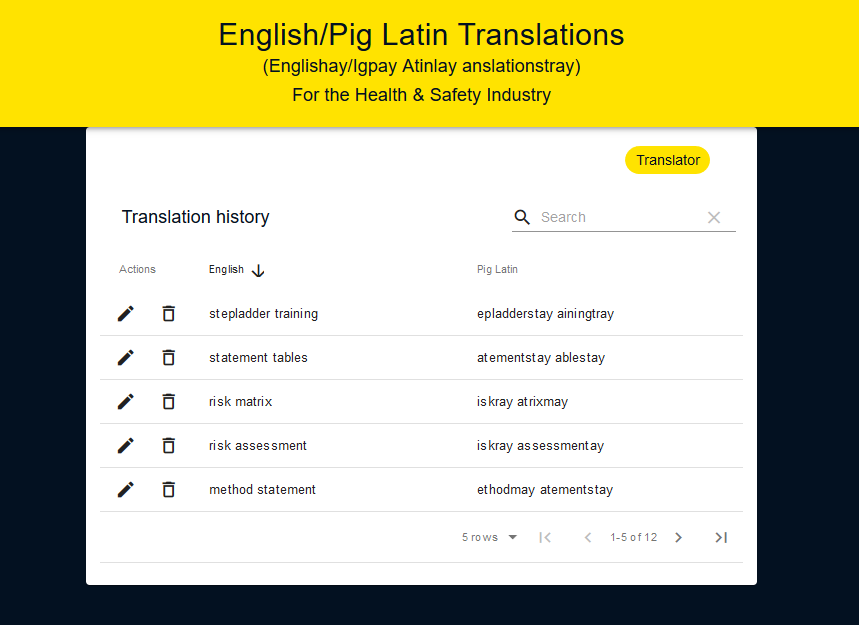 English/Pig Latin Translations
(Englishay/Igpay Atinlay anslationstray)
For the Health & Safety Industry
Translator
Translation history
Search
Actions English Pig Latin
stepladder training epladderstay ainingtray
statement tables atementstay ablestay
risk matrix iskray atrixmay
risk assessment iskray assessmentay
method statement ethodmay atementstay
5 rows 1-5 of 12